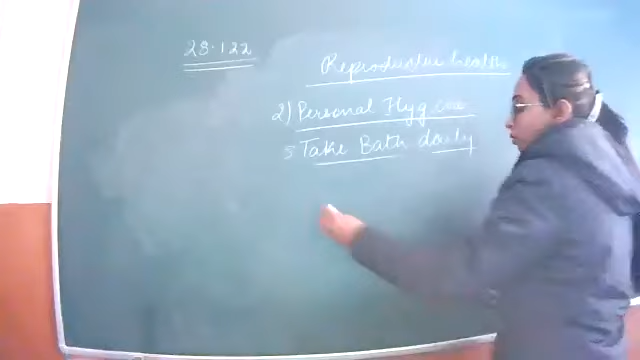 28.122
Reproductive health
2) Personal Hygiene
5 Take Bath daily